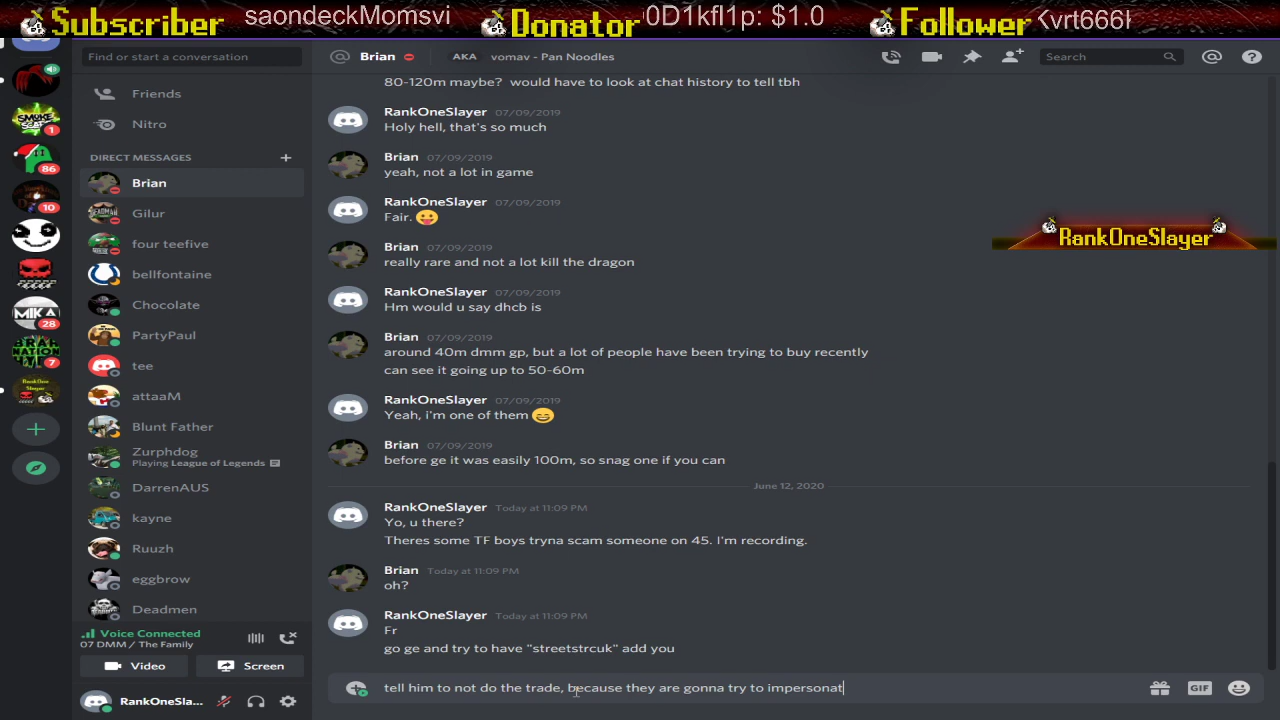 Subscriber saondeckMomsvi Donator 0D1kfl1p: $1.0 Follower
Find or start a conversation
Brian AKA vomav - Pan Noodles Search
Friends
Nitro
DIRECT MESSAGES
Brian
Gilur
four teefive
bellfontaine
Chocolate
PartyPaul
tee
attaaM
Blunt Father
Zurphdog
Playing League of Legends
DarrenAUS
kayne
Ruuzh
eggbrow
Deadmen
Voice Connected
07 DMM / The Family
Video Screen
RankOneSla...
1
86
10
MIKA
28
7
80-120m maybe? would have to look at chat history to tell tbh
RankOneSlayer 07/09/2019
Holy hell, that's so much
Brian 07/09/2019
yeah, not a lot in game
RankOneSlayer 07/09/2019
Fair. 😛
Brian 07/09/2019
really rare and not a lot kill the dragon
RankOneSlayer 07/09/2019
Hm would u say dhcb is
Brian 07/09/2019
around 40m dmm gp, but a lot of people have been trying to buy recently
can see it going up to 50-60m
RankOneSlayer 07/09/2019
Yeah, i'm one of them 😄
Brian 07/09/2019
before ge it was easily 100m, so snag one if you can
June 12, 2020
RankOneSlayer Today at 11:09 PM
Yo, u there?
Theres some TF boys tryna scam someone on 45. I'm recording.
Brian Today at 11:09 PM
oh?
RankOneSlayer Today at 11:09 PM
Fr
go ge and try to have "streetstrcuk" add you
tell him to not do the trade, because they are gonna try to impersonat
GIF
RankOneSlayer